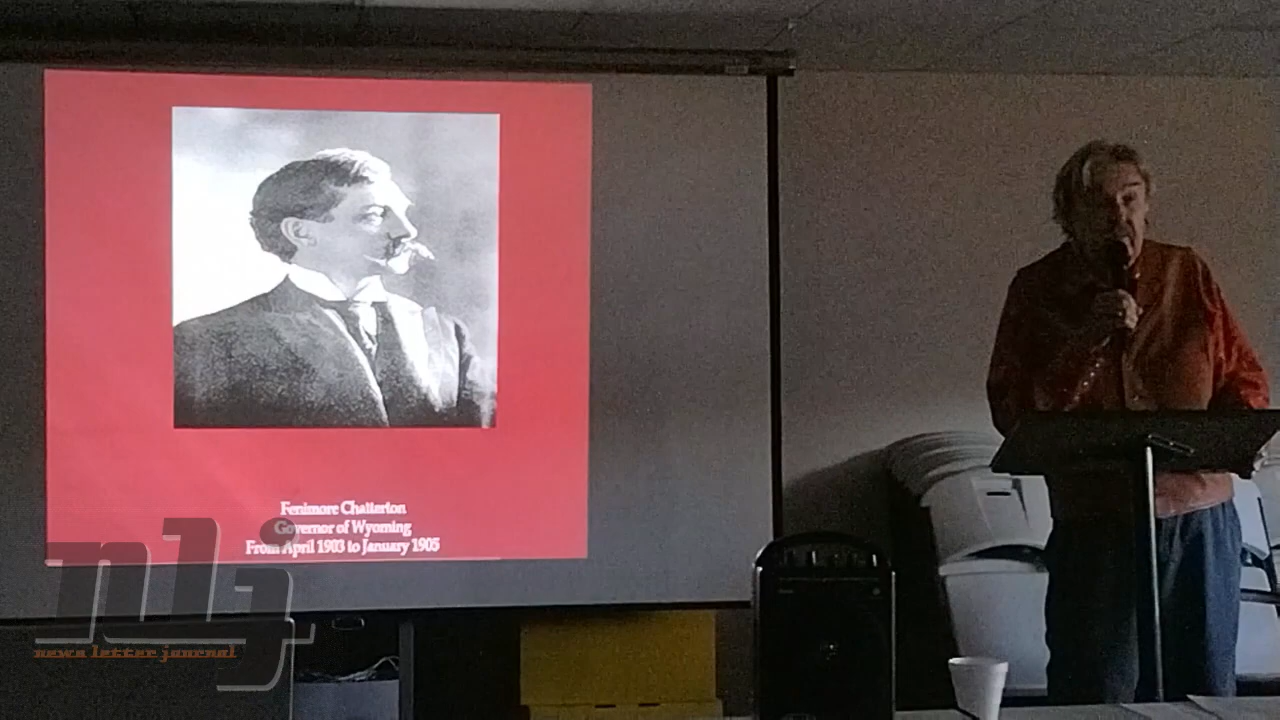 Fenimore Chatterton
Governor of Wyoming
From April 1903 to January 1905
nlj
news letter journal